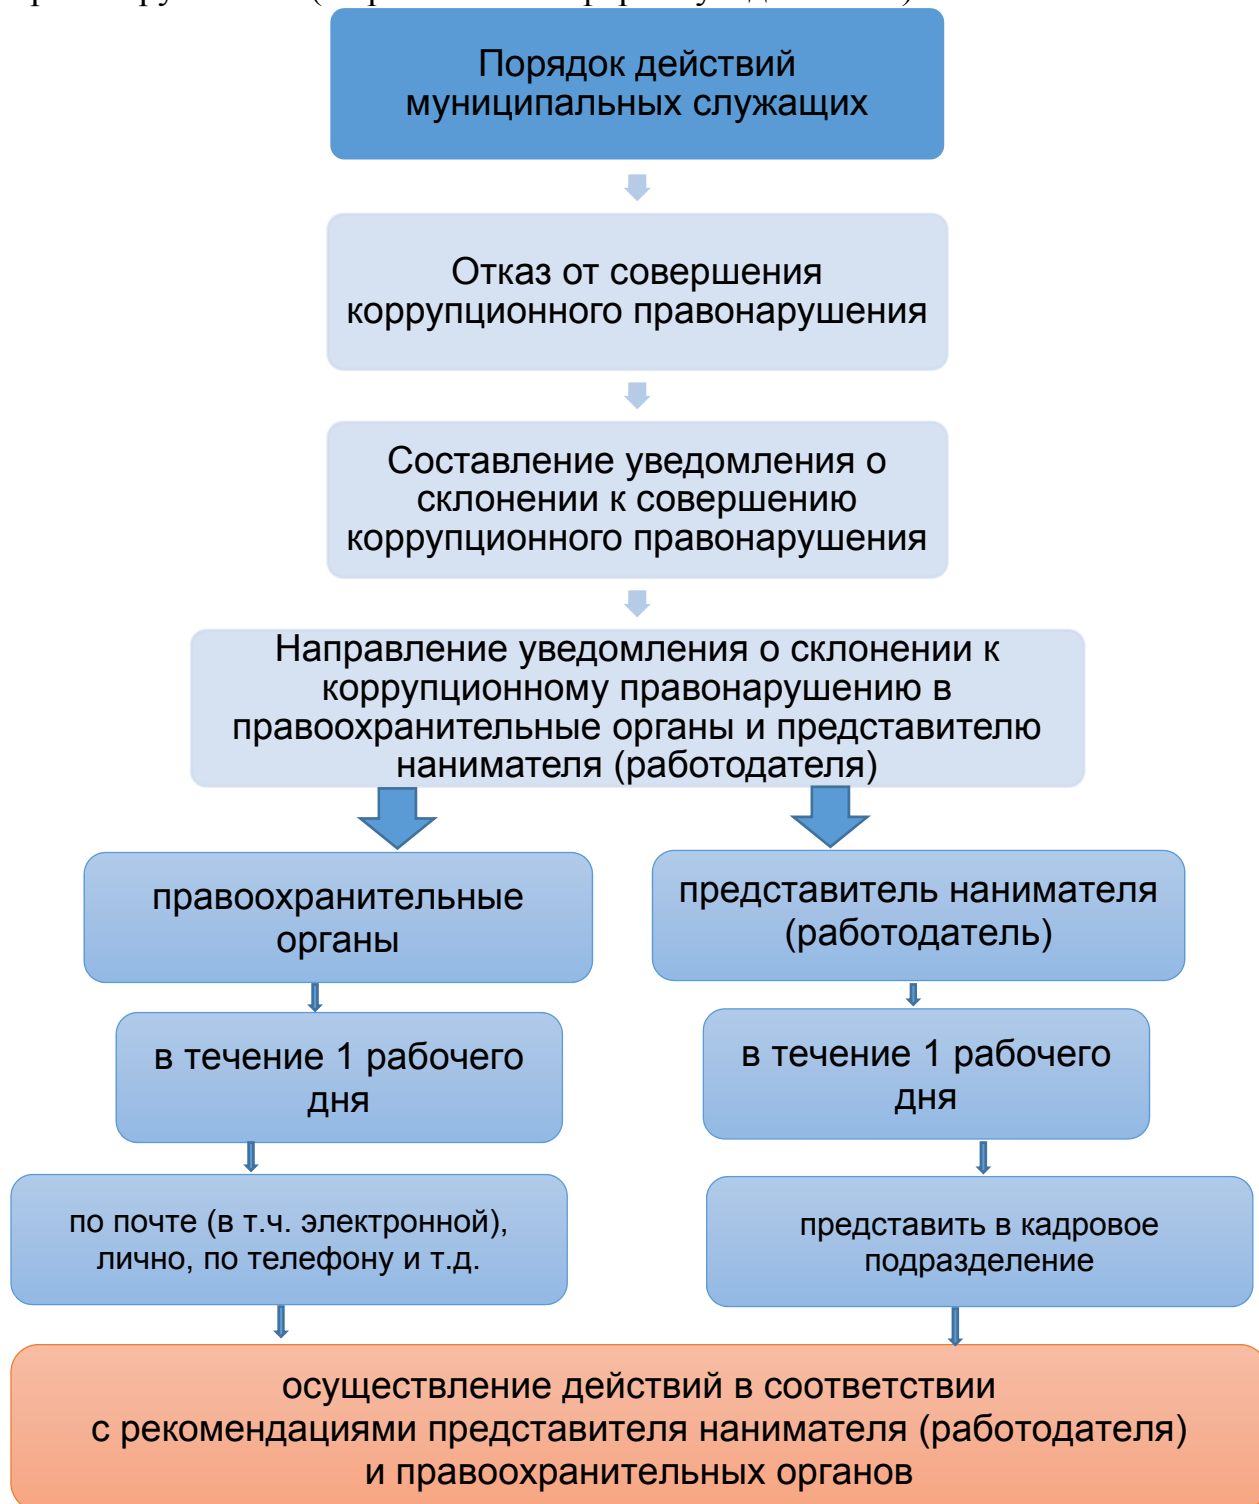 Порядок действий
муниципальных служащих
Отказ от совершения
коррупционного правонарушения
Составление уведомления о
склонении к совершению
коррупционного правонарушения
Направление уведомления о склонении к
коррупционному правонарушению в
правоохранительные органы и представителю
нанимателя (работодателя)
правоохранительные
органы
представитель нанимателя
(работодатель)
в течение 1 рабочего
дня
в течение 1 рабочего
дня
по почте (в т.ч. электронной),
лично, по телефону и т.д.
представить в кадровое
подразделение
осуществление действий в соответствии
с рекомендациями представителя нанимателя (работодателя)
и правоохранительных органов